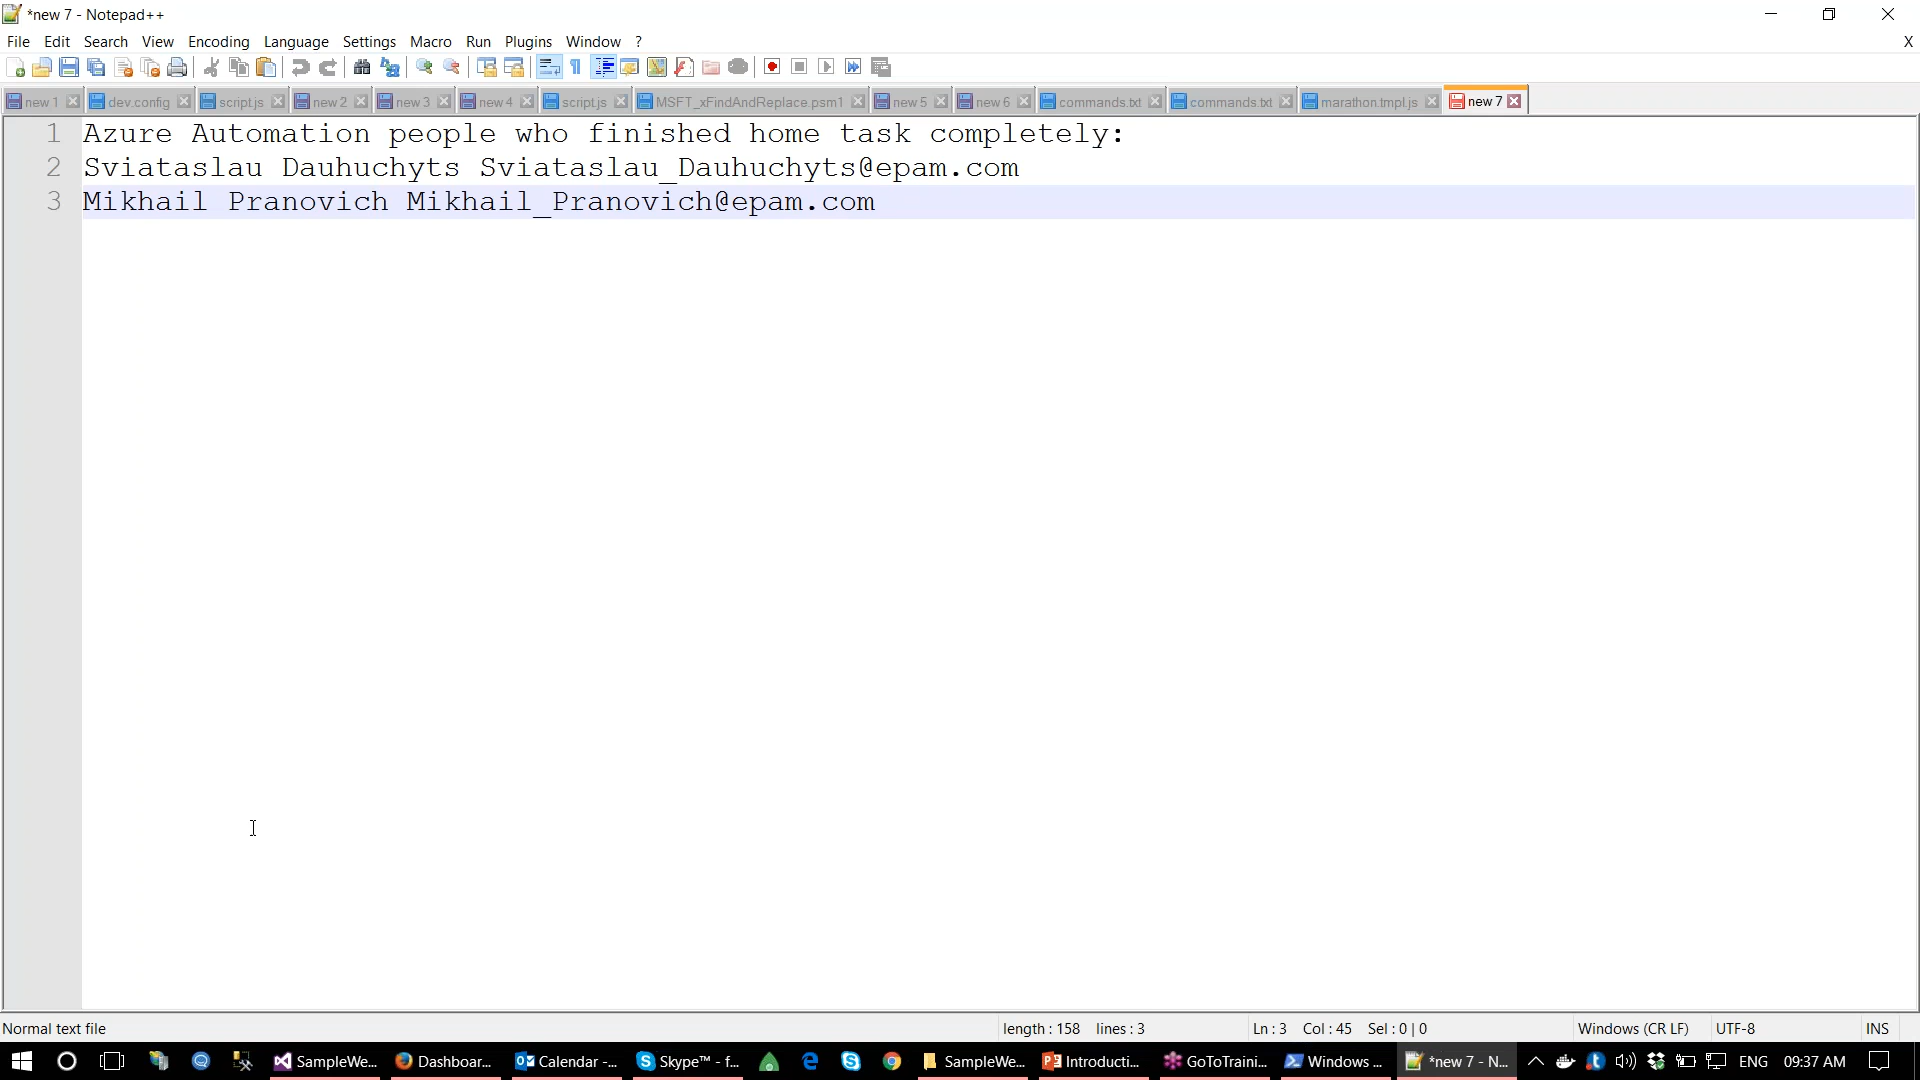 *new 7 - Notepad++
File Edit Search View Encoding Language Settings Macro Run Plugins Window ?
X
new 1 dev.config script.js new 2 new 3 new 4 script.js MSFT_xFindAndReplace.psm1 new 5 new 6 commands.txt commands.txt marathon.tmpl.js new 7
1 Azure Automation people who finished home task completely:
2 Sviataslau Dauhuchyts Sviataslau_Dauhuchyts@epam.com
3 Mikhail Pranovich Mikhail_Pranovich@epam.com
Normal text file length : 158 lines : 3 Ln : 3 Col : 45 Sel : 0 | 0 Windows (CR LF) UTF-8 INS
SampleWe... Dashboar... Calendar -... Skype™ - f... SampleWe... Introducti... GoToTraini... Windows ... *new 7 - N... ENG 09:37 AM